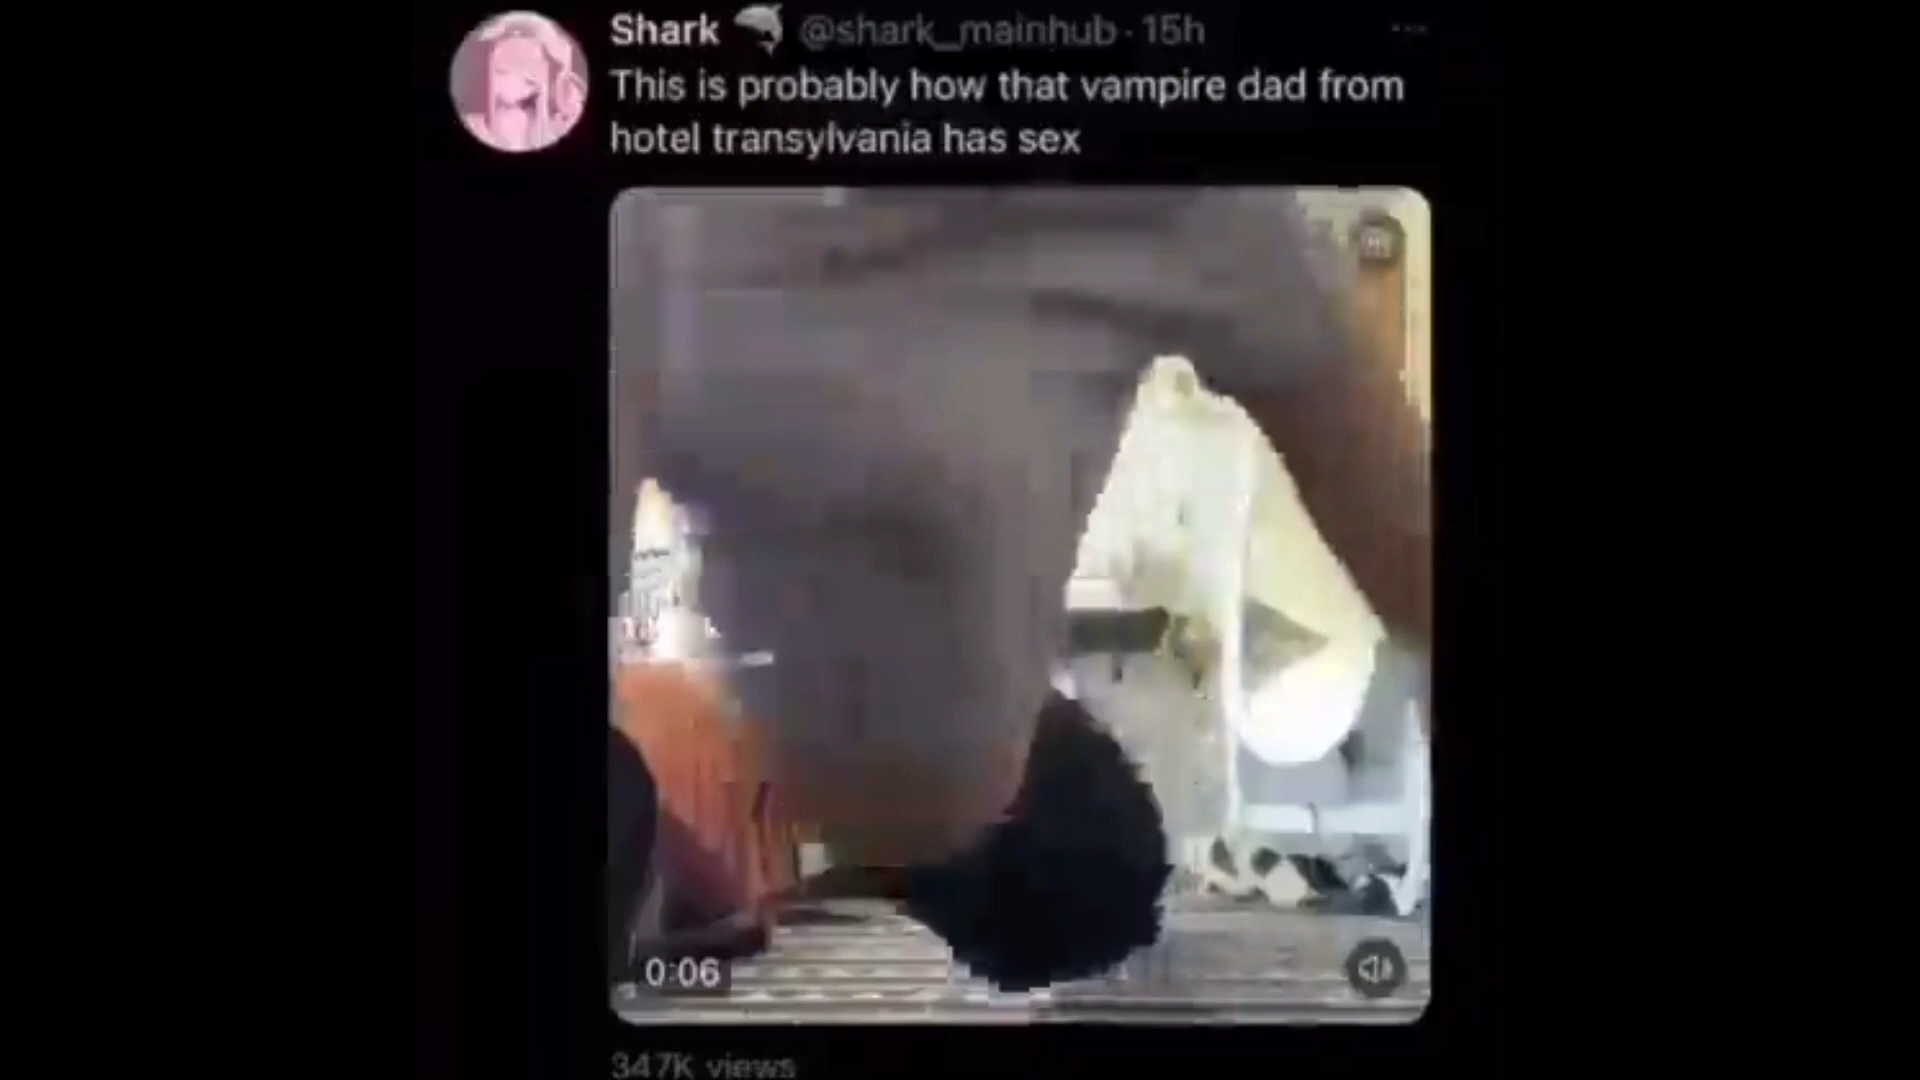 Shark @shark_mainhub · 15h
This is probably how that vampire dad from
hotel transylvania has sex
0:06
347K views